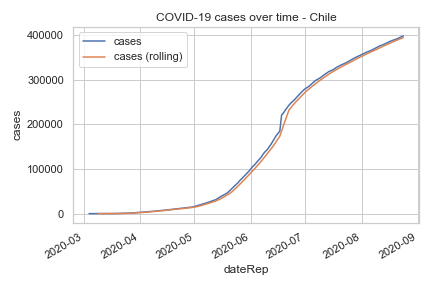 COVID-19 cases over time - Chile
cases
cases (rolling)
400000
300000
200000
100000
0
cases
2020-03
2020-04
2020-05
2020-06
2020-07
2020-08
2020-09
dateRep